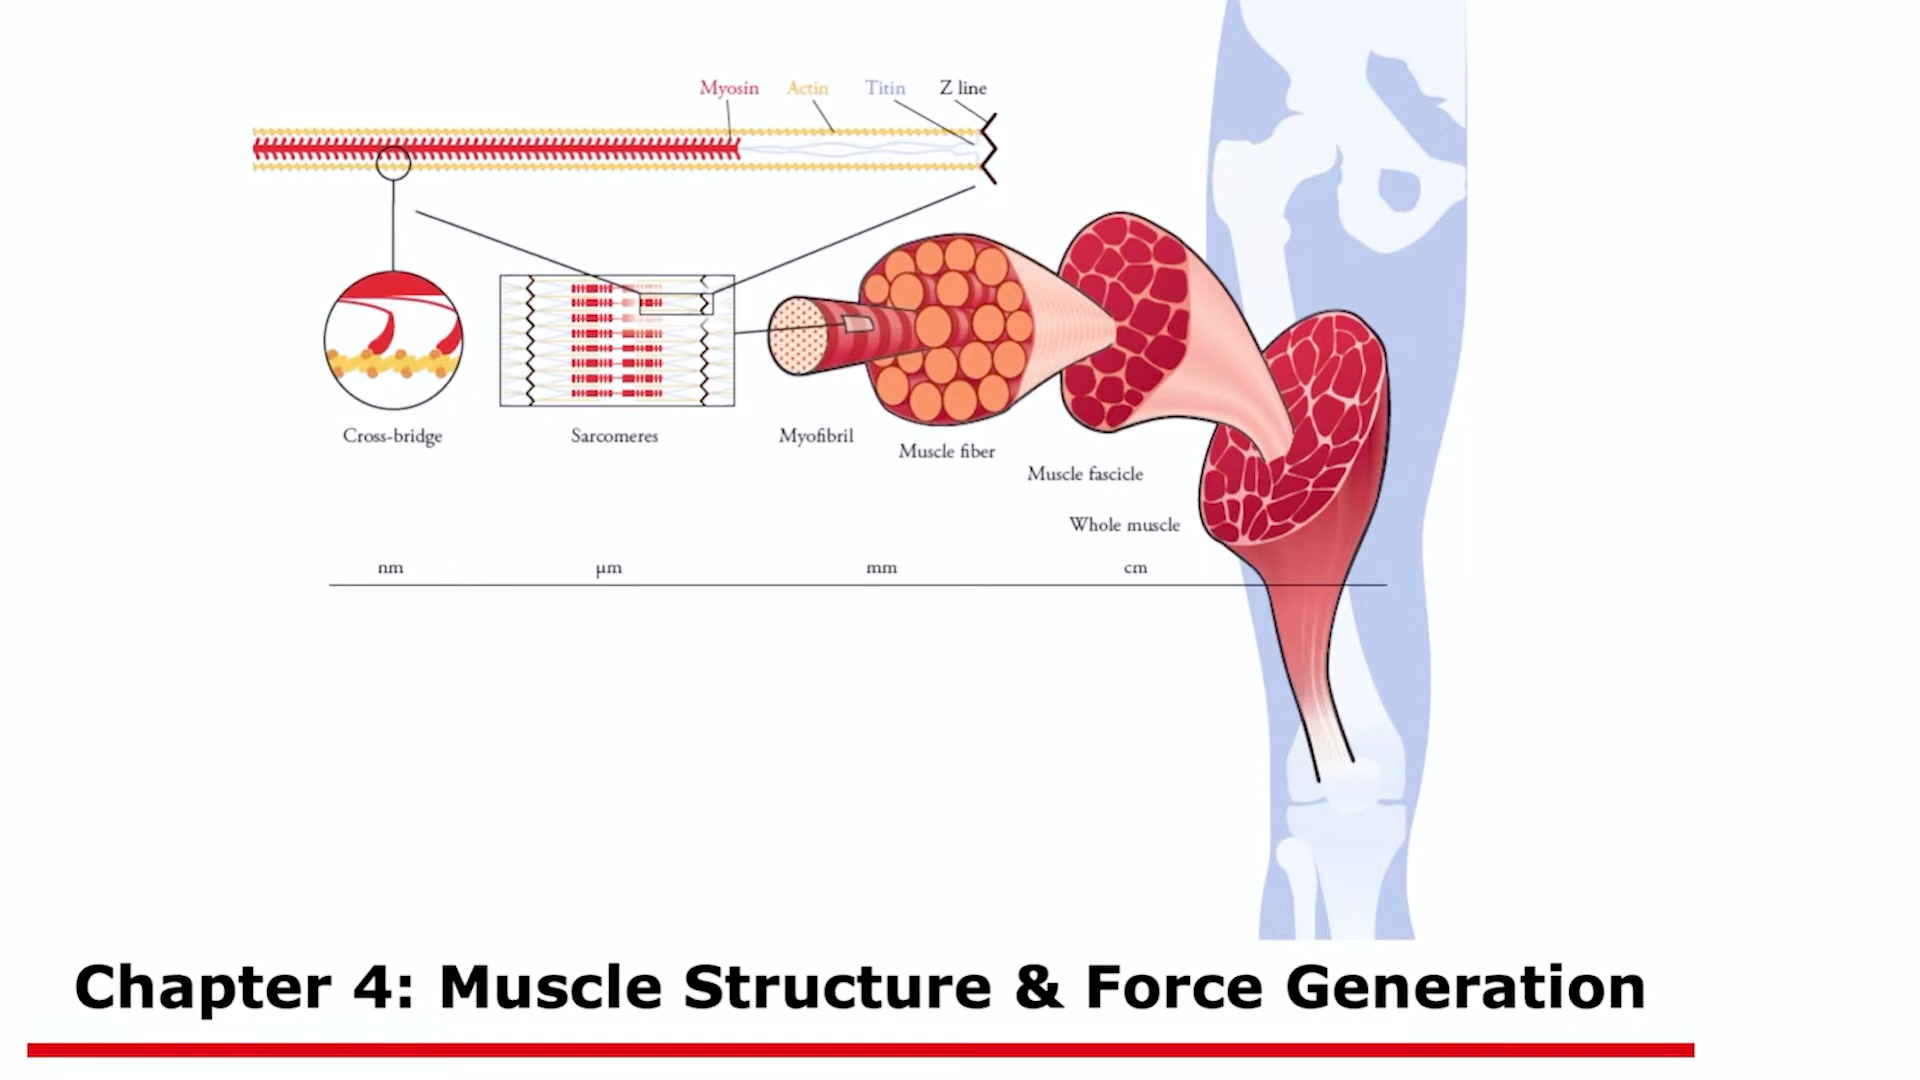 Myosin Actin Titin Z line
Cross-bridge
Sarcomeres
Myofibril
Muscle fiber
Muscle fascicle
Whole muscle
nm μm mm cm
Chapter 4: Muscle Structure & Force Generation